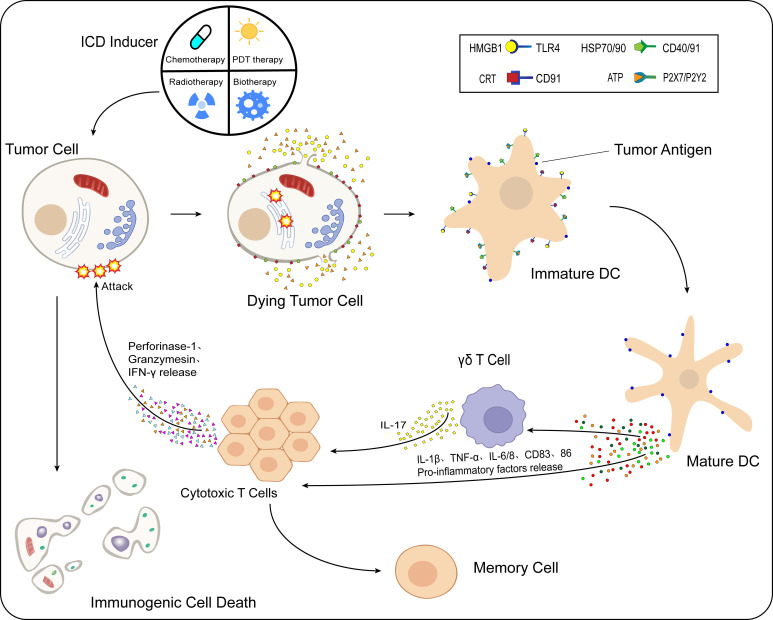 ICD Inducer
Chemotherapy
PDT therapy
Radiotherapy
Biotherapy
HMGB1
TLR4
HSP70/90
CD40/91
CRT
CD91
ATP
P2X7/P2Y2
Tumor Cell
Tumor Antigen
Attack
Dying Tumor Cell
Immature DC
Perforinase-1、
Granzymesin、
IFN-γ release
γδ T Cell
IL-17
IL-1β、TNF-α、IL-6/8、CD83、86
Pro-inflammatory factors release
Mature DC
Cytotoxic T Cells
Memory Cell
Immunogenic Cell Death